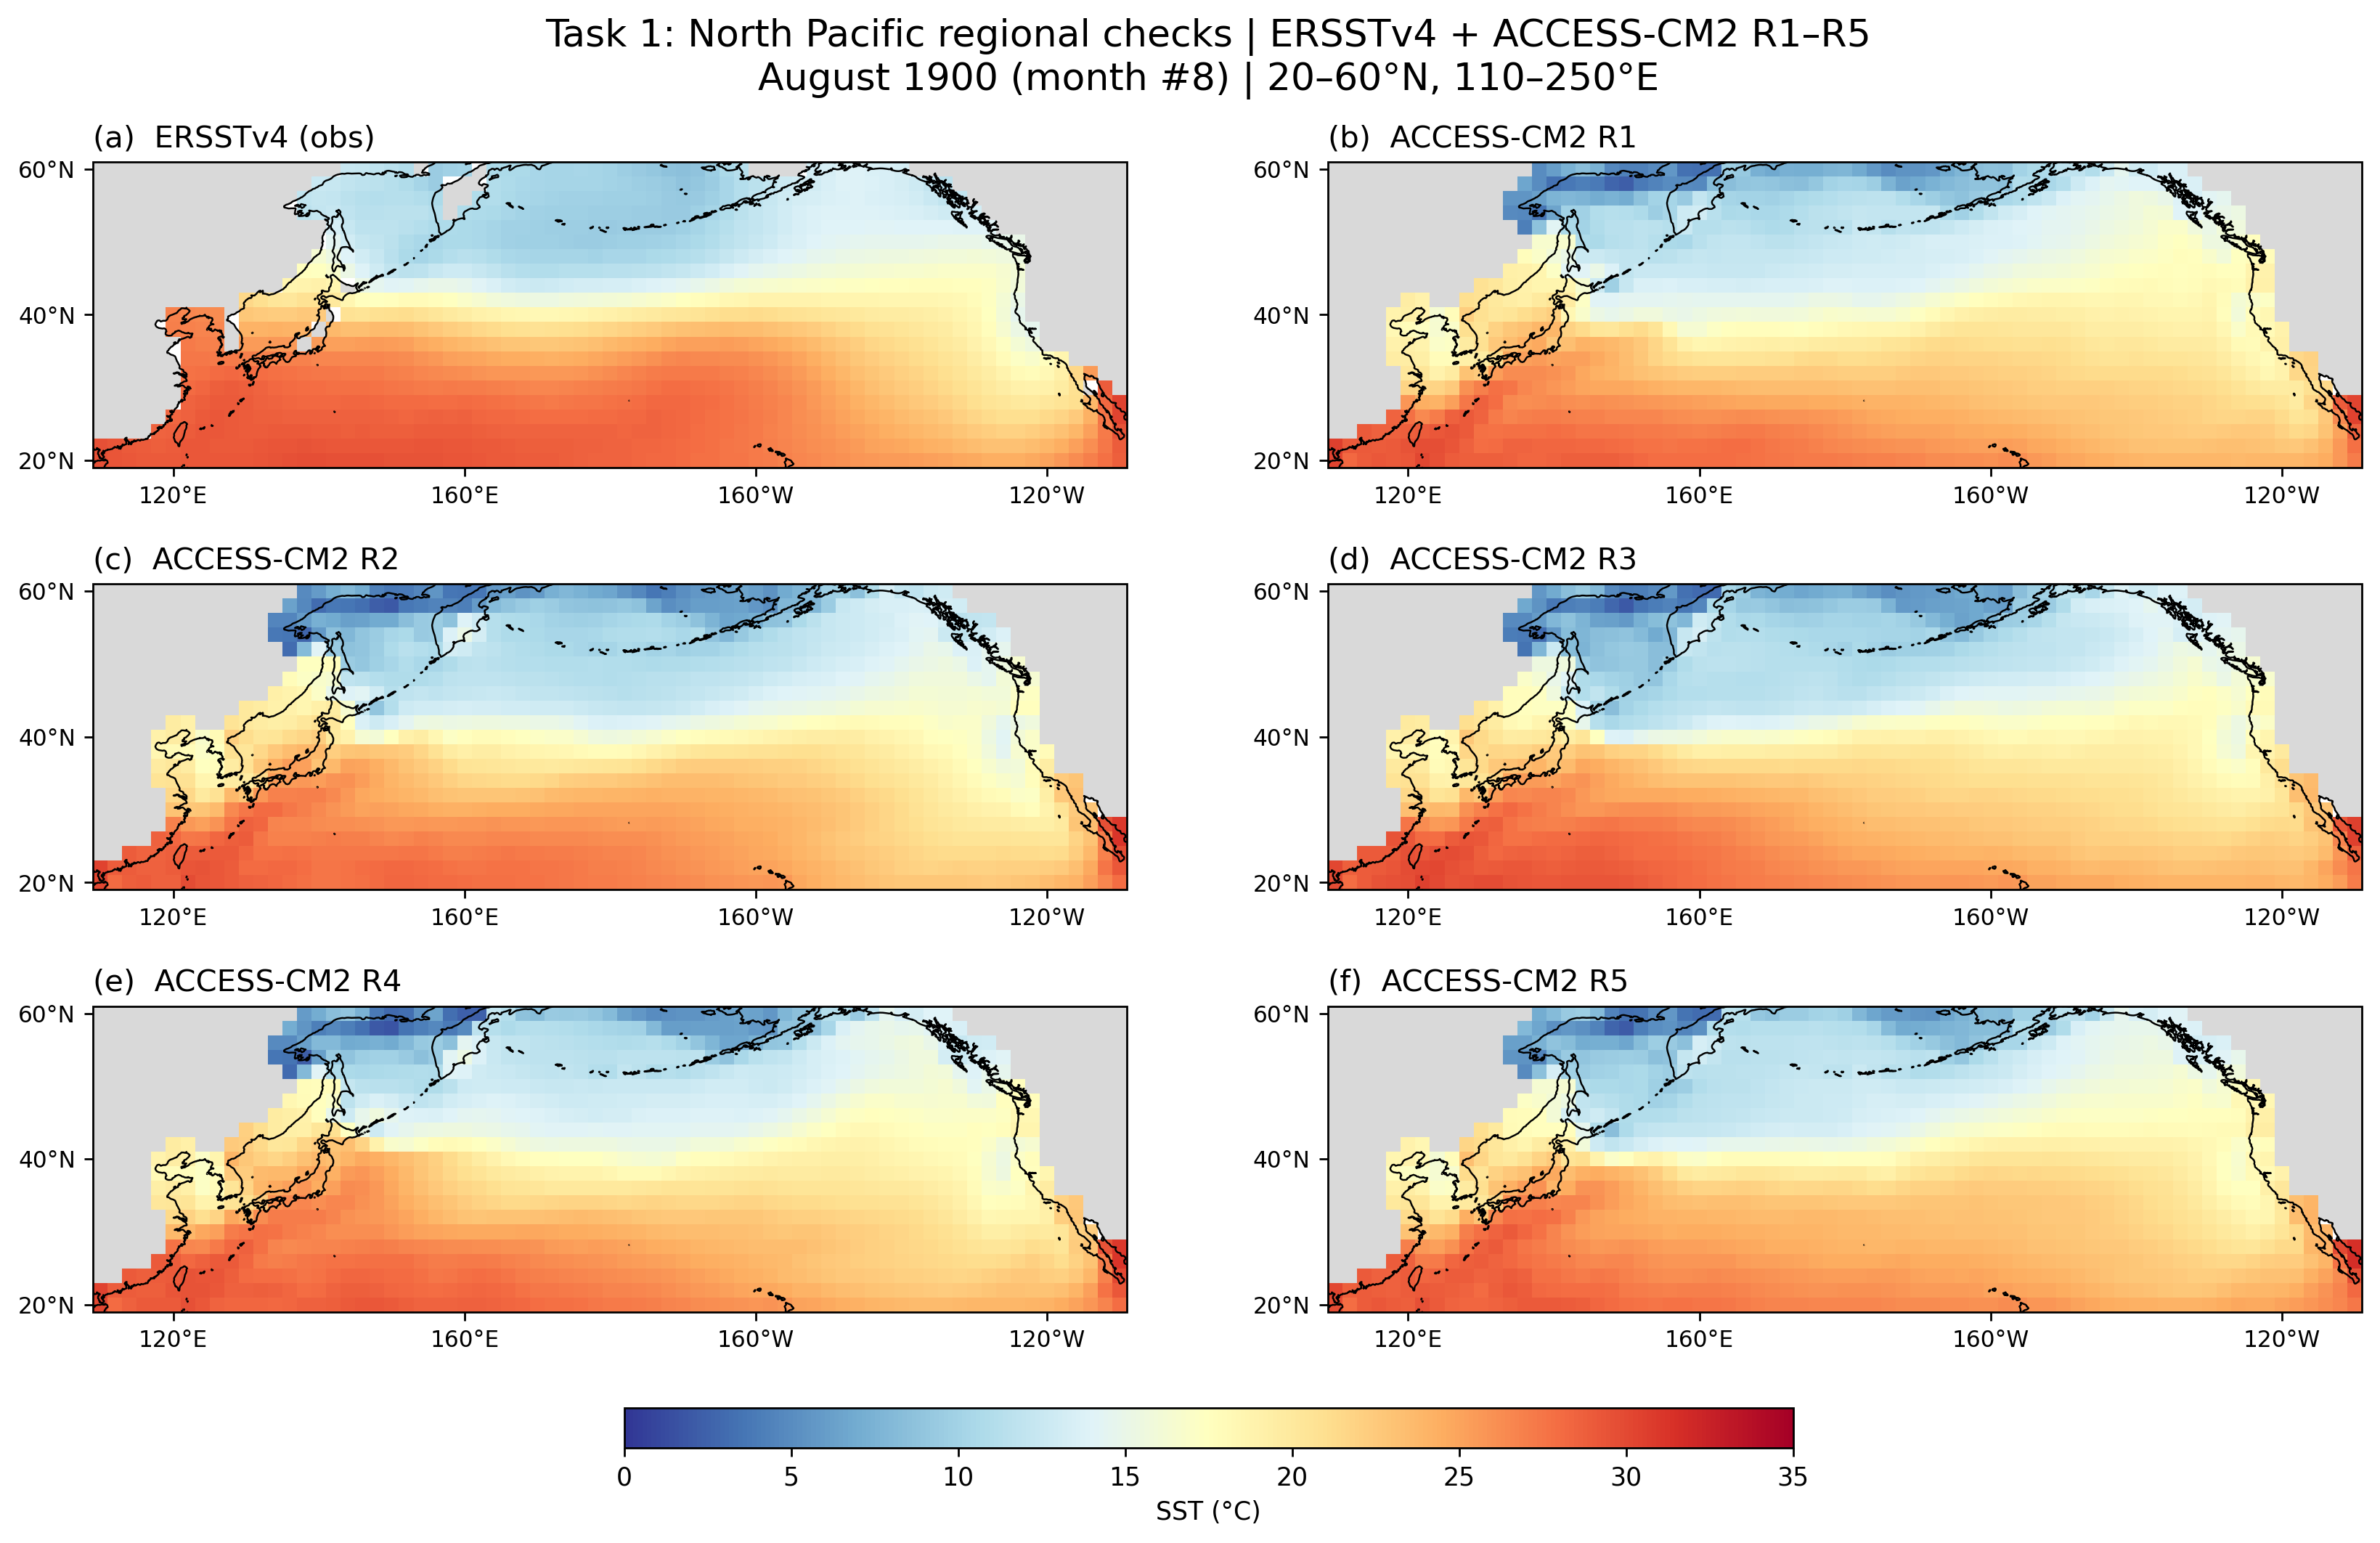 Task 1: North Pacific regional checks | ERSSTv4 + ACCESS-CM2 R1–R5
August 1900 (month #8) | 20–60°N, 110–250°E
(a) ERSSTv4 (obs)
60°N
40°N
20°N
120°E 160°E 160°W 120°W
(b) ACCESS-CM2 R1
60°N
40°N
20°N
120°E 160°E 160°W 120°W
(c) ACCESS-CM2 R2
60°N
40°N
20°N
120°E 160°E 160°W 120°W
(d) ACCESS-CM2 R3
60°N
40°N
20°N
120°E 160°E 160°W 120°W
(e) ACCESS-CM2 R4
60°N
40°N
20°N
120°E 160°E 160°W 120°W
(f) ACCESS-CM2 R5
60°N
40°N
20°N
120°E 160°E 160°W 120°W
0 5 10 15 20 25 30 35
SST (°C)